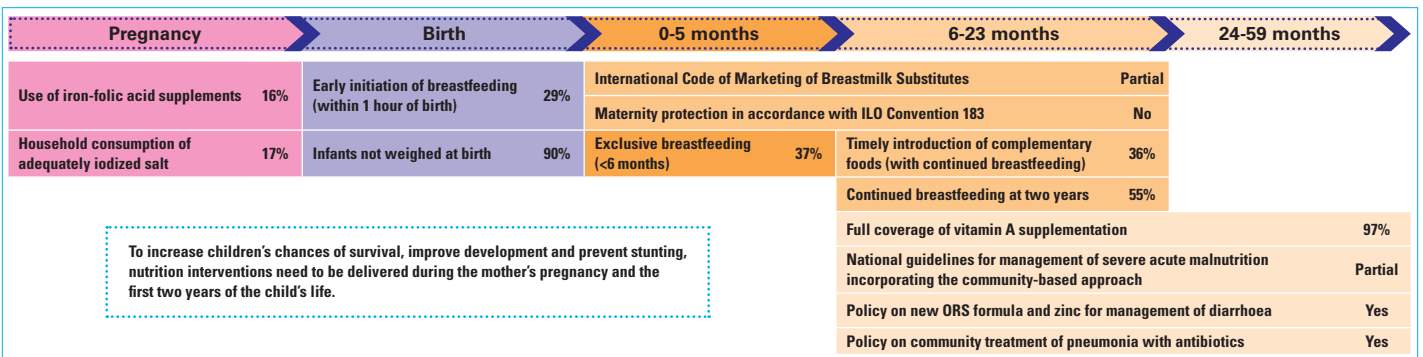 Pregnancy
Birth
0-5 months
6-23 months
24-59 months
Use of iron-folic acid supplements 16%
Household consumption of
adequately iodized salt 17%
Early initiation of breastfeeding
(within 1 hour of birth) 29%
Infants not weighed at birth 90%
International Code of Marketing of Breastmilk Substitutes Partial
Maternity protection in accordance with ILO Convention 183 No
Exclusive breastfeeding
(<6 months) 37%
Timely introduction of complementary
foods (with continued breastfeeding) 36%
Continued breastfeeding at two years 55%
Full coverage of vitamin A supplementation 97%
National guidelines for management of severe acute malnutrition
incorporating the community-based approach Partial
Policy on new ORS formula and zinc for management of diarrhoea Yes
Policy on community treatment of pneumonia with antibiotics Yes
To increase children’s chances of survival, improve development and prevent stunting,
nutrition interventions need to be delivered during the mother’s pregnancy and the
first two years of the child’s life.